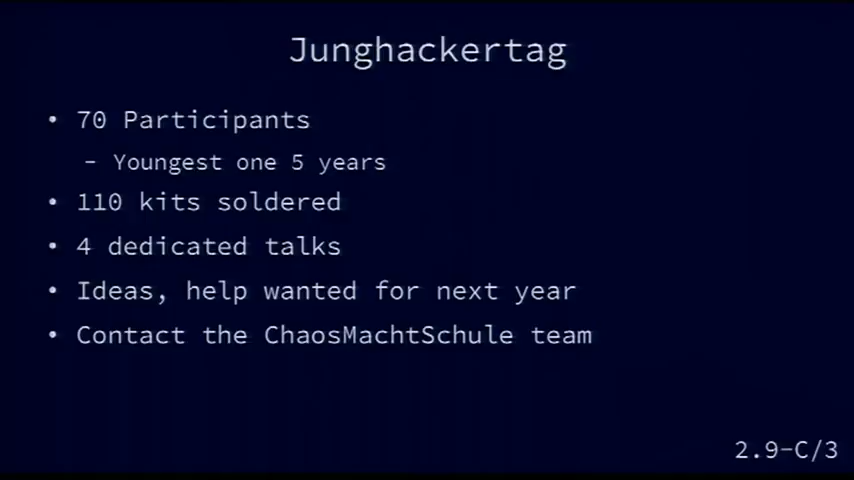 Junghackertag
• 70 Participants
– Youngest one 5 years
• 110 kits soldered
• 4 dedicated talks
• Ideas, help wanted for next year
• Contact the ChaosMachtSchule team
2.9-C/3